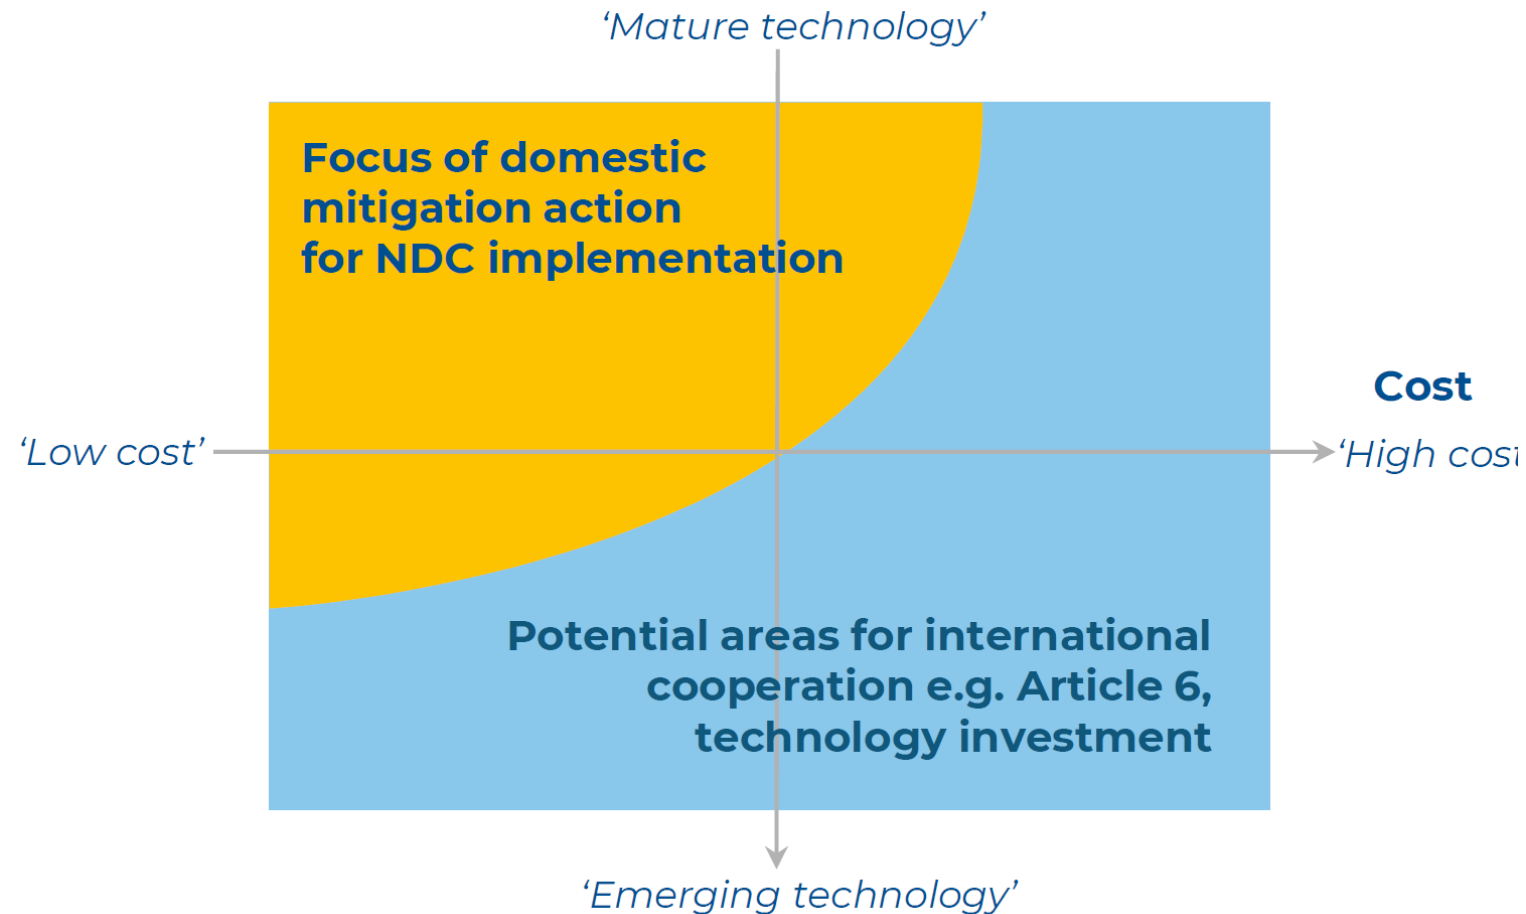 ‘Mature technology’
Focus of domestic
mitigation action
for NDC implementation
Cost
‘Low cost’
‘High cost
Potential areas for international
cooperation e.g. Article 6,
technology investment
‘Emerging technology’